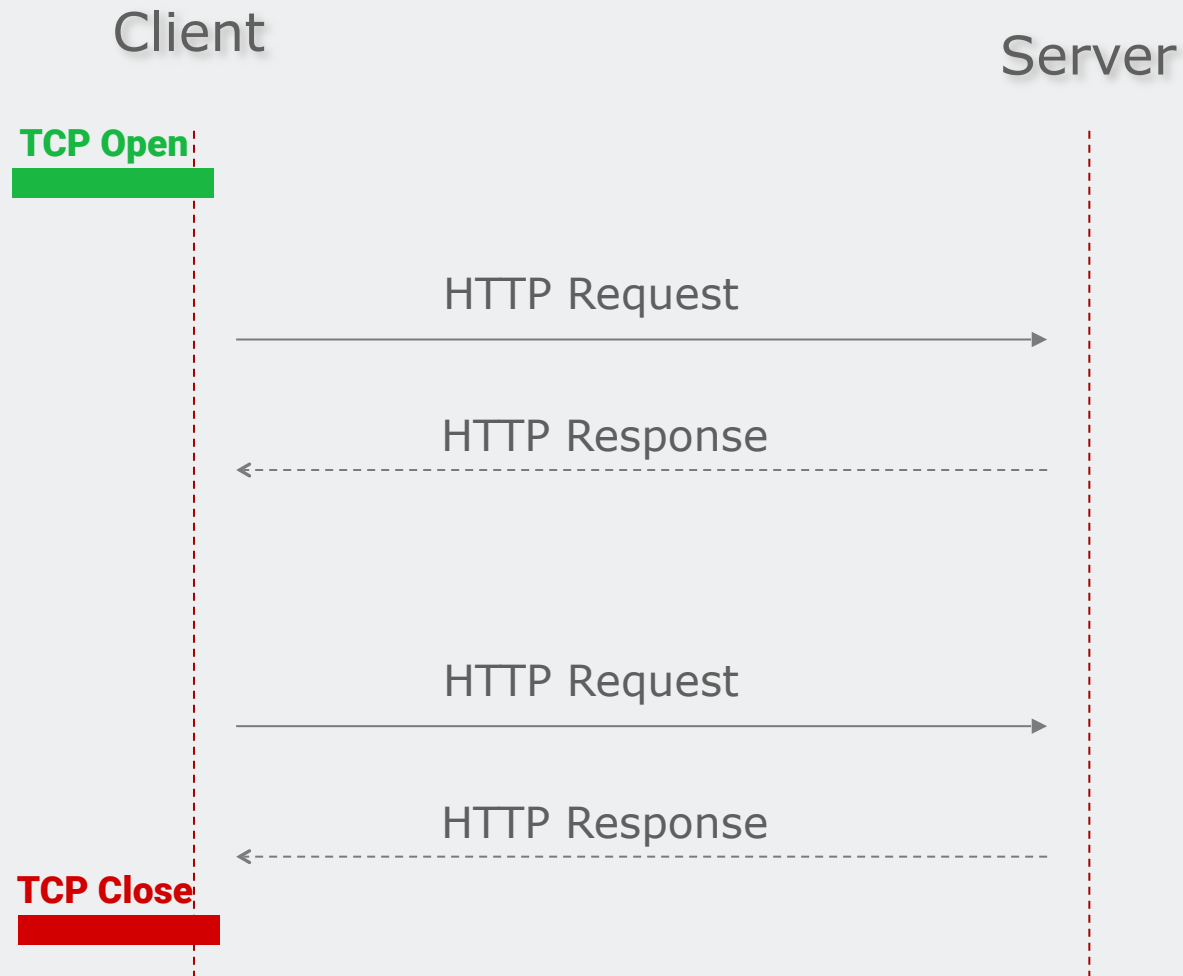 Client
Server
TCP Open
HTTP Request
HTTP Response
HTTP Request
HTTP Response
TCP Close